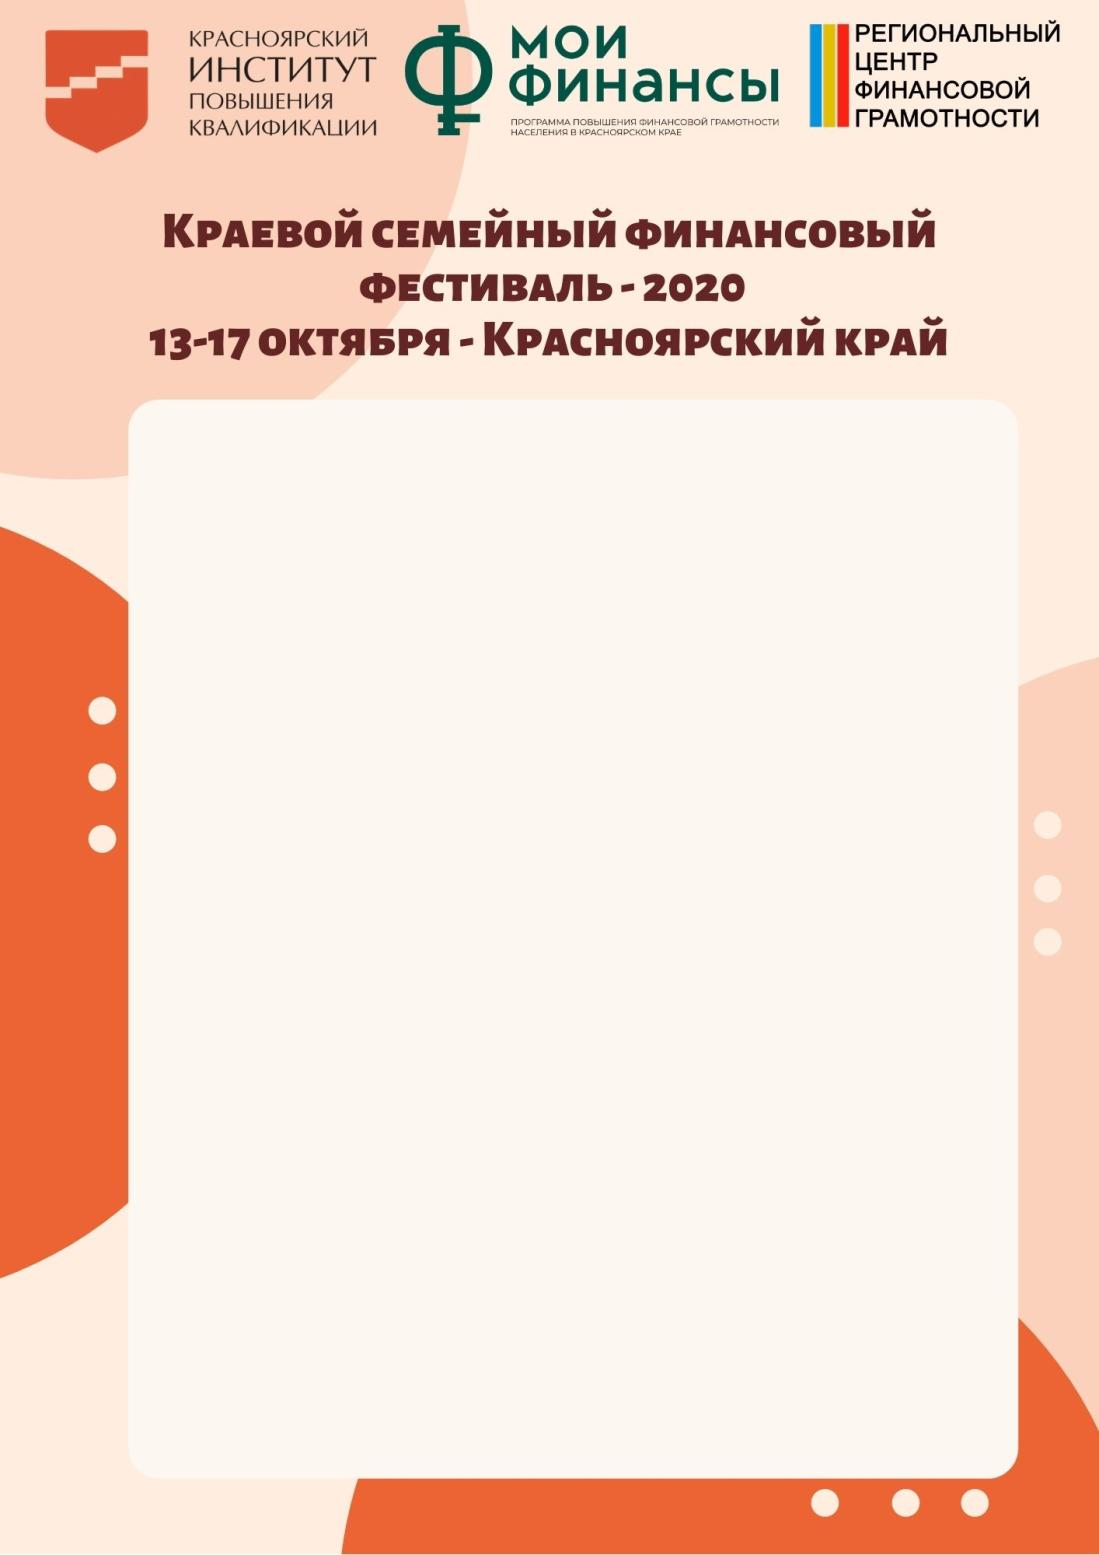 КРАСНОЯРСКИЙ
ИНСТИТУТ
ПОВЫШЕНИЯ
КВАЛИФИКАЦИИ
МОИ
ФИНАНСЫ
ПРОГРАММА ПОВЫШЕНИЯ ФИНАНСОВОЙ ГРАМОТНОСТИ
НАСЕЛЕНИЯ В КРАСНОЯРСКОМ КРАЕ
РЕГИОНАЛЬНЫЙ
ЦЕНТР
ФИНАНСОВОЙ
ГРАМОТНОСТИ
Краевой семейный финансовый
фестиваль - 2020
13-17 октября - Красноярский край